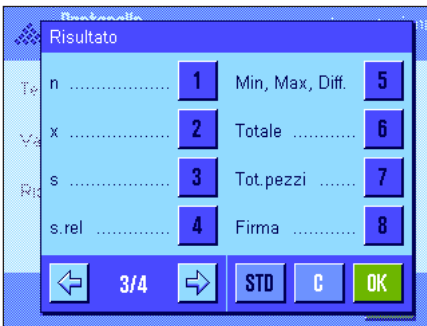 Risultato
n ................... 1 Min, Max, Diff. 5
x ................... 2 Totale ............ 6
s ................... 3 Tot.pezzi ....... 7
s.rel .............. 4 Firma ............ 8
3/4 STD C OK